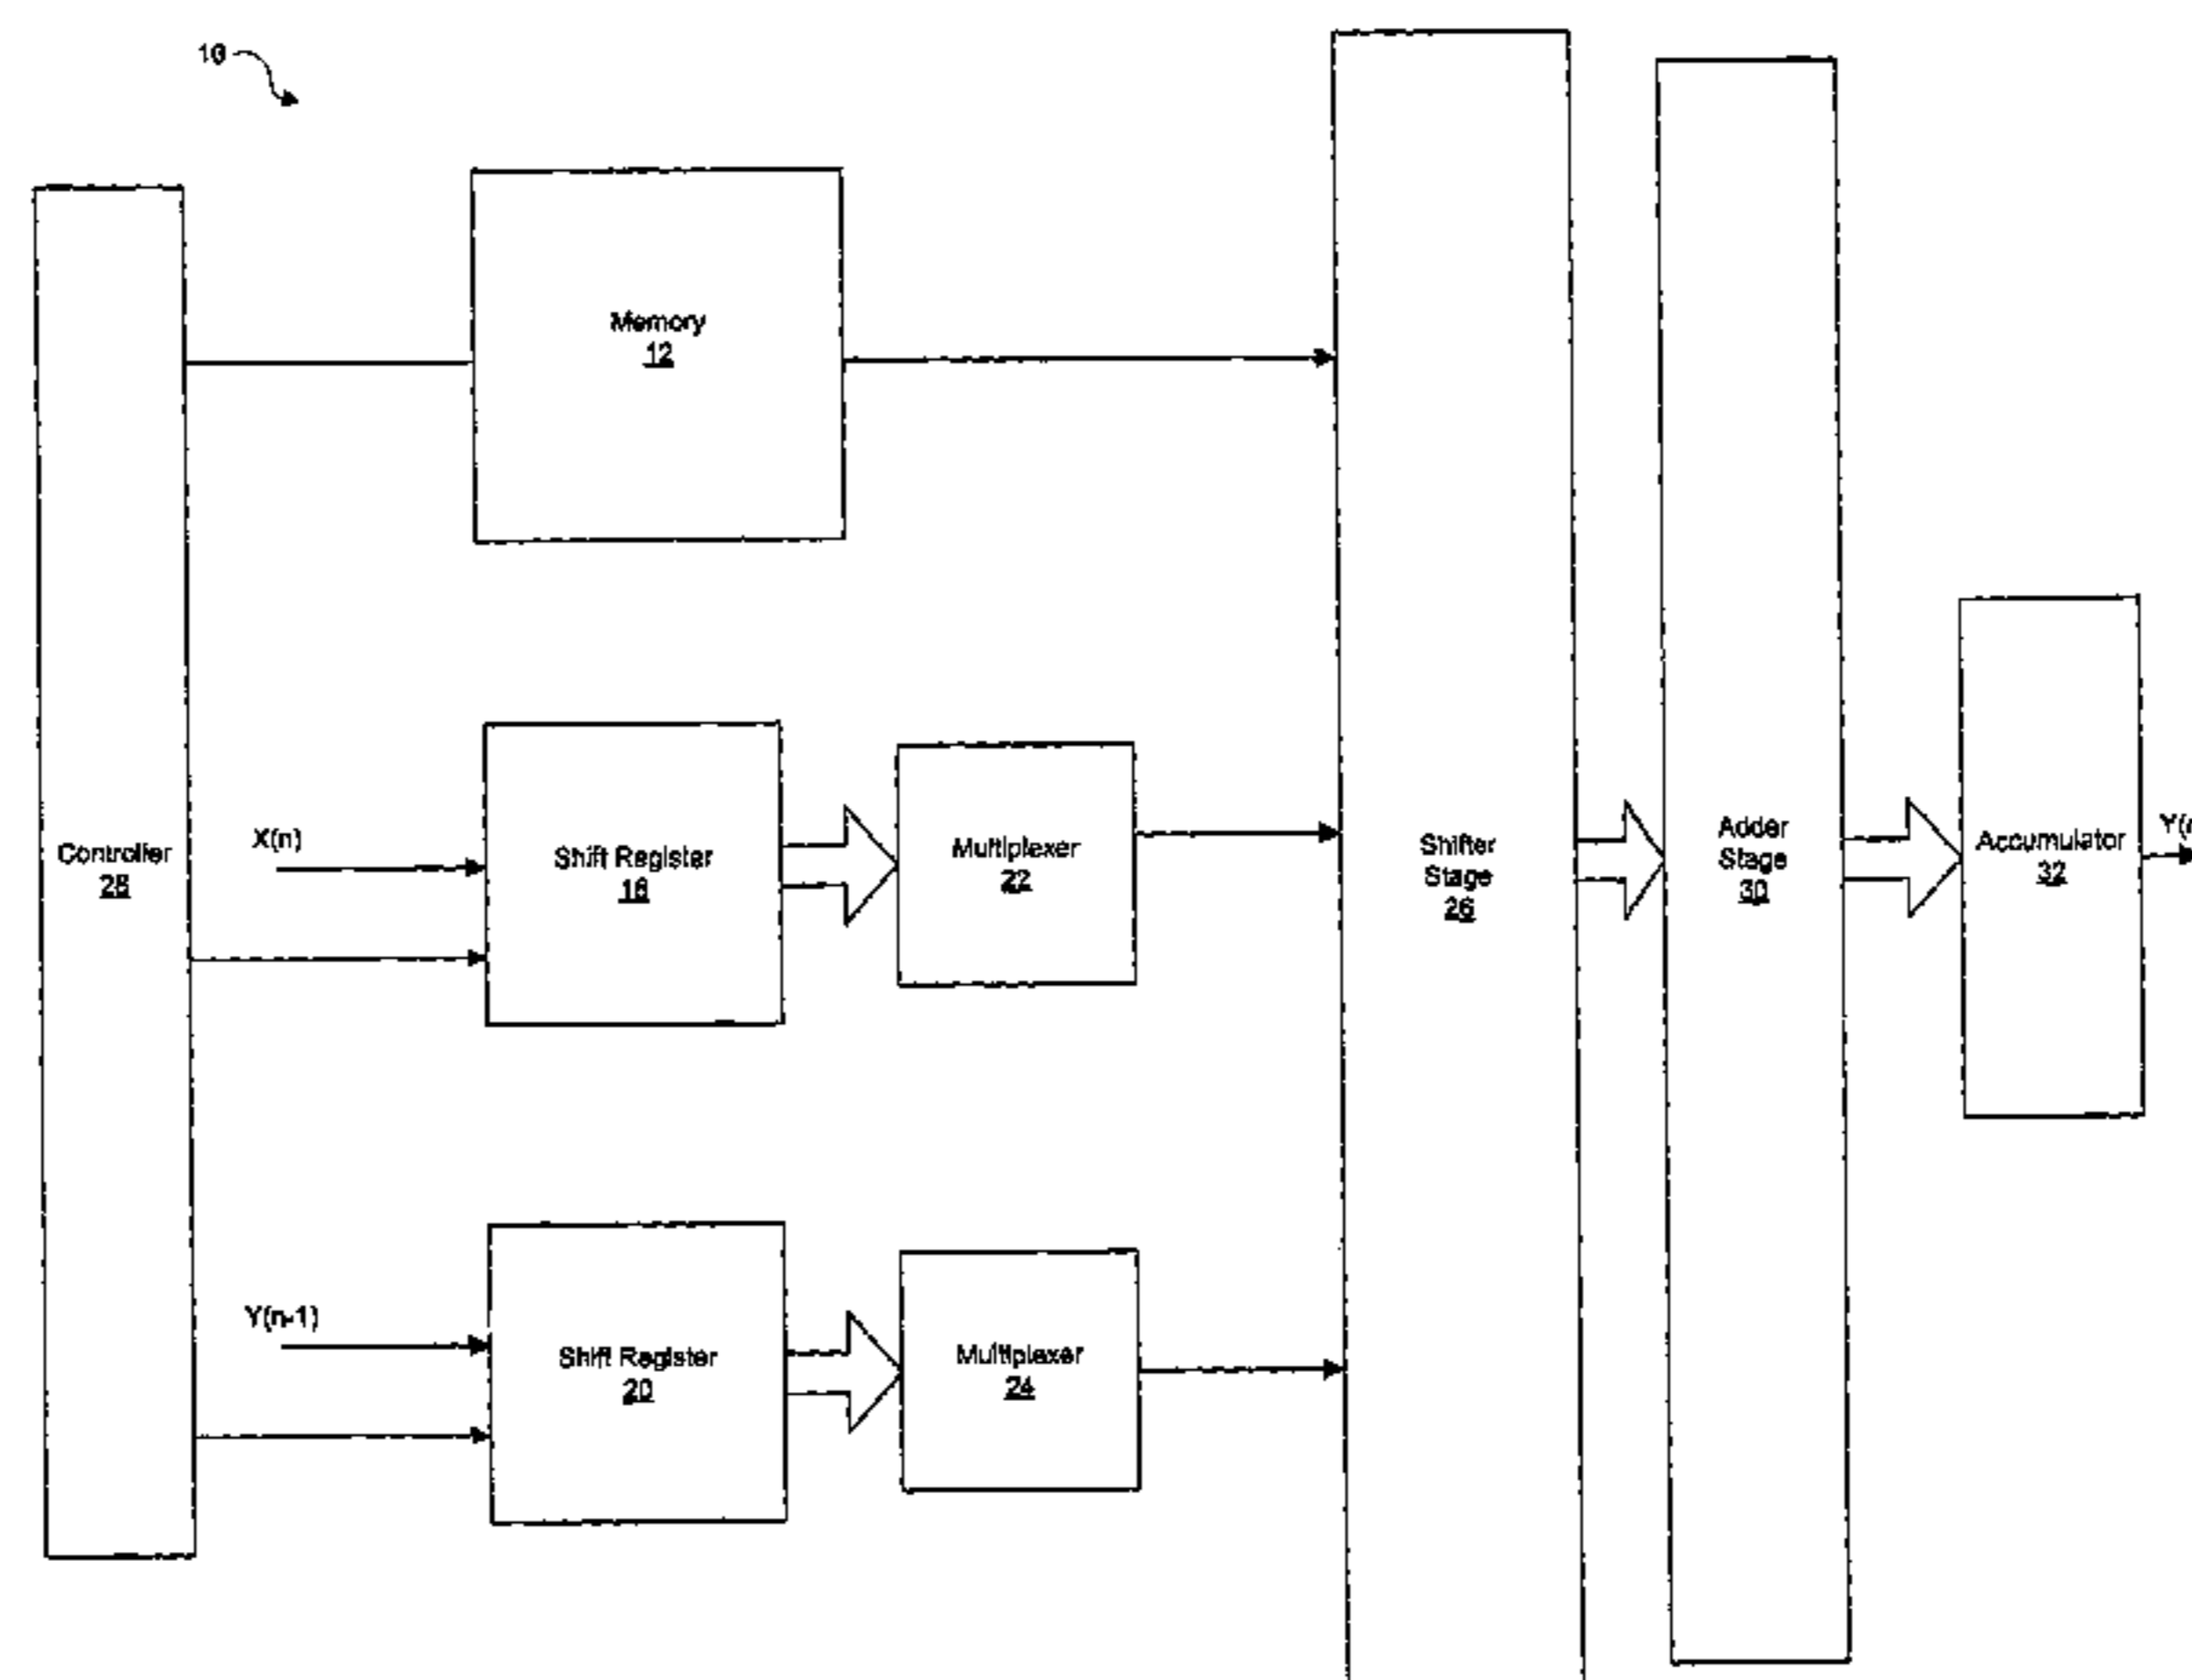 10
Memory
12
X(n)
Controller
28
Shift Register
18
Multiplexer
22
Shifter
Stage
26
Adder
Stage
30
Accumulator
32
Y(n
Y(n-1)
Shift Register
20
Multiplexer
24